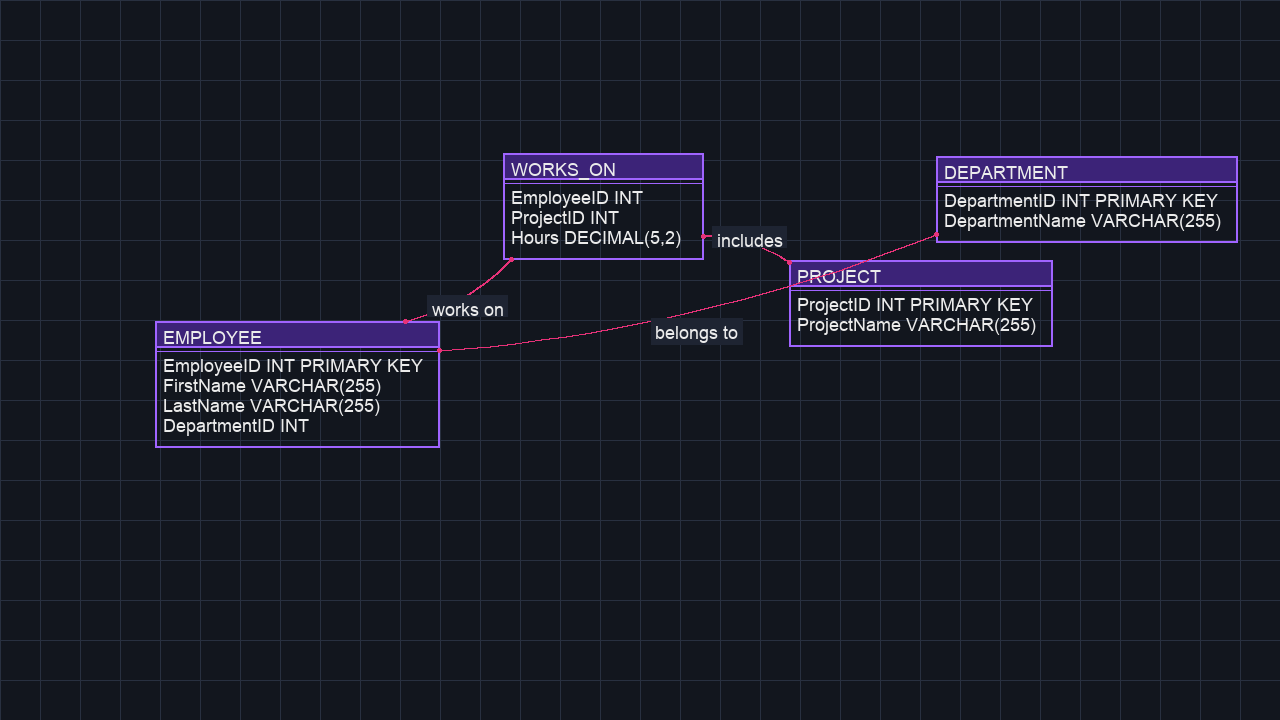 WORKS_ON
EmployeeID INT
ProjectID INT
Hours DECIMAL(5,2)
DEPARTMENT
DepartmentID INT PRIMARY KEY
DepartmentName VARCHAR(255)
includes
PROJECT
ProjectID INT PRIMARY KEY
ProjectName VARCHAR(255)
works on
belongs to
EMPLOYEE
EmployeeID INT PRIMARY KEY
FirstName VARCHAR(255)
LastName VARCHAR(255)
DepartmentID INT